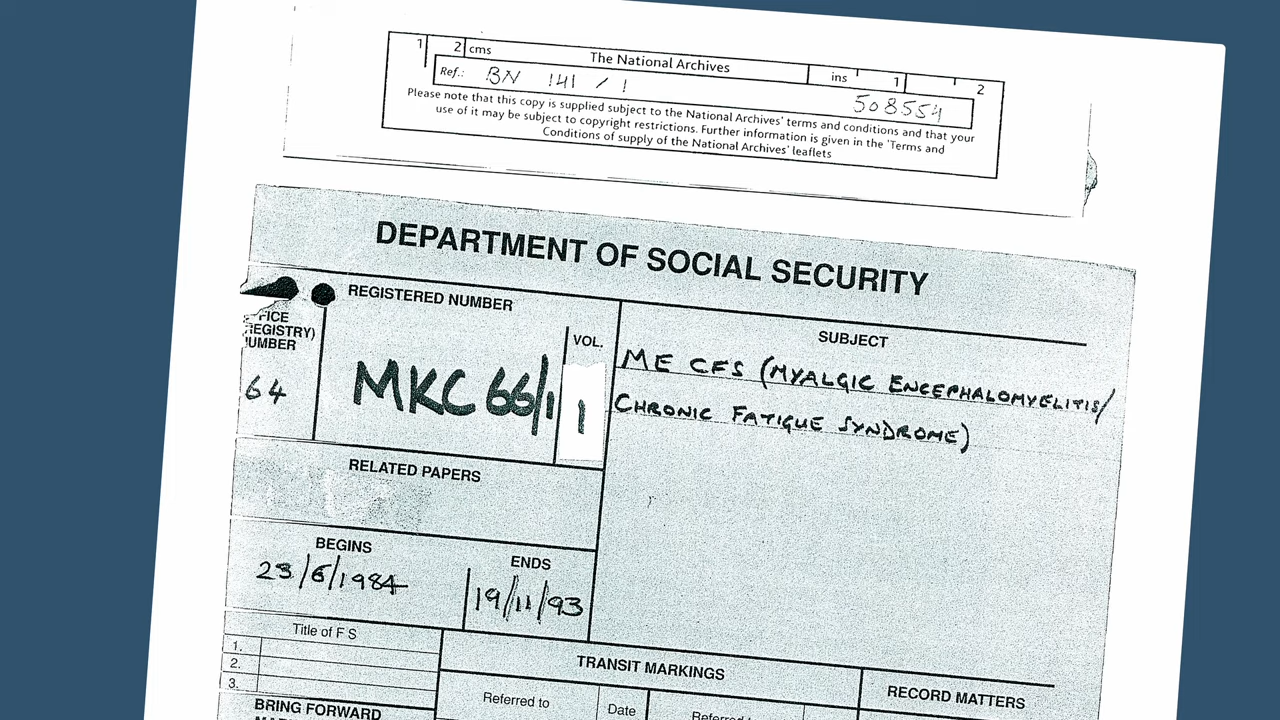 1 2 cms The National Archives ins 1 2
Ref.: BN 141 / 1 508554
Please note that this copy is supplied subject to the National Archives' terms and conditions and that your
use of it may be subject to copyright restrictions. Further information is given in the 'Terms and
Conditions of supply of the National Archives' leaflets
DEPARTMENT OF SOCIAL SECURITY
FICE
REGISTRY)
UMBER
64
REGISTERED NUMBER
MKC 66/1
VOL.
1
SUBJECT
ME CFS (MYALGIC ENCEPHALOMYELITIS/
CHRONIC FATIGUE SYNDROME)
RELATED PAPERS
BEGINS
23/6/1984
ENDS
19/11/93
Title of F S
1.
2.
3.
BRING FORWARD
TRANSIT MARKINGS
Referred to
Date
Referred to
RECORD MATTERS